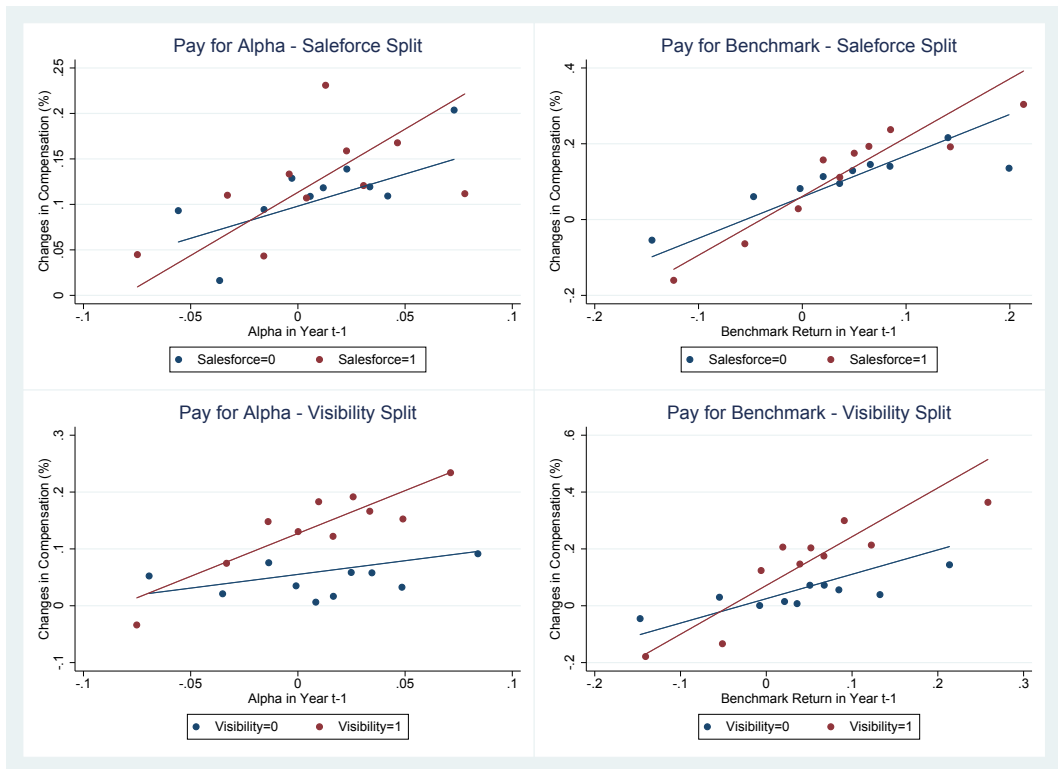 Pay for Alpha - Saleforce Split
Changes in Compensation (%)
.25
.2
.15
.1
.05
0
-.1 -.05 0 .05 .1
Alpha in Year t-1
Salesforce=0 Salesforce=1
Pay for Benchmark - Saleforce Split
Changes in Compensation (%)
.4
.2
0
-.2
-.2 -.1 0 .1 .2
Benchmark Return in Year t-1
Salesforce=0 Salesforce=1
Pay for Alpha - Visibility Split
Changes in Compensation (%)
.3
.2
.1
0
-.1
-.1 -.05 0 .05 .1
Alpha in Year t-1
Visibility=0 Visibility=1
Pay for Benchmark - Visibility Split
Changes in Compensation (%)
.6
.4
.2
0
-.2
-.2 -.1 0 .1 .2 .3
Benchmark Return in Year t-1
Visibility=0 Visibility=1